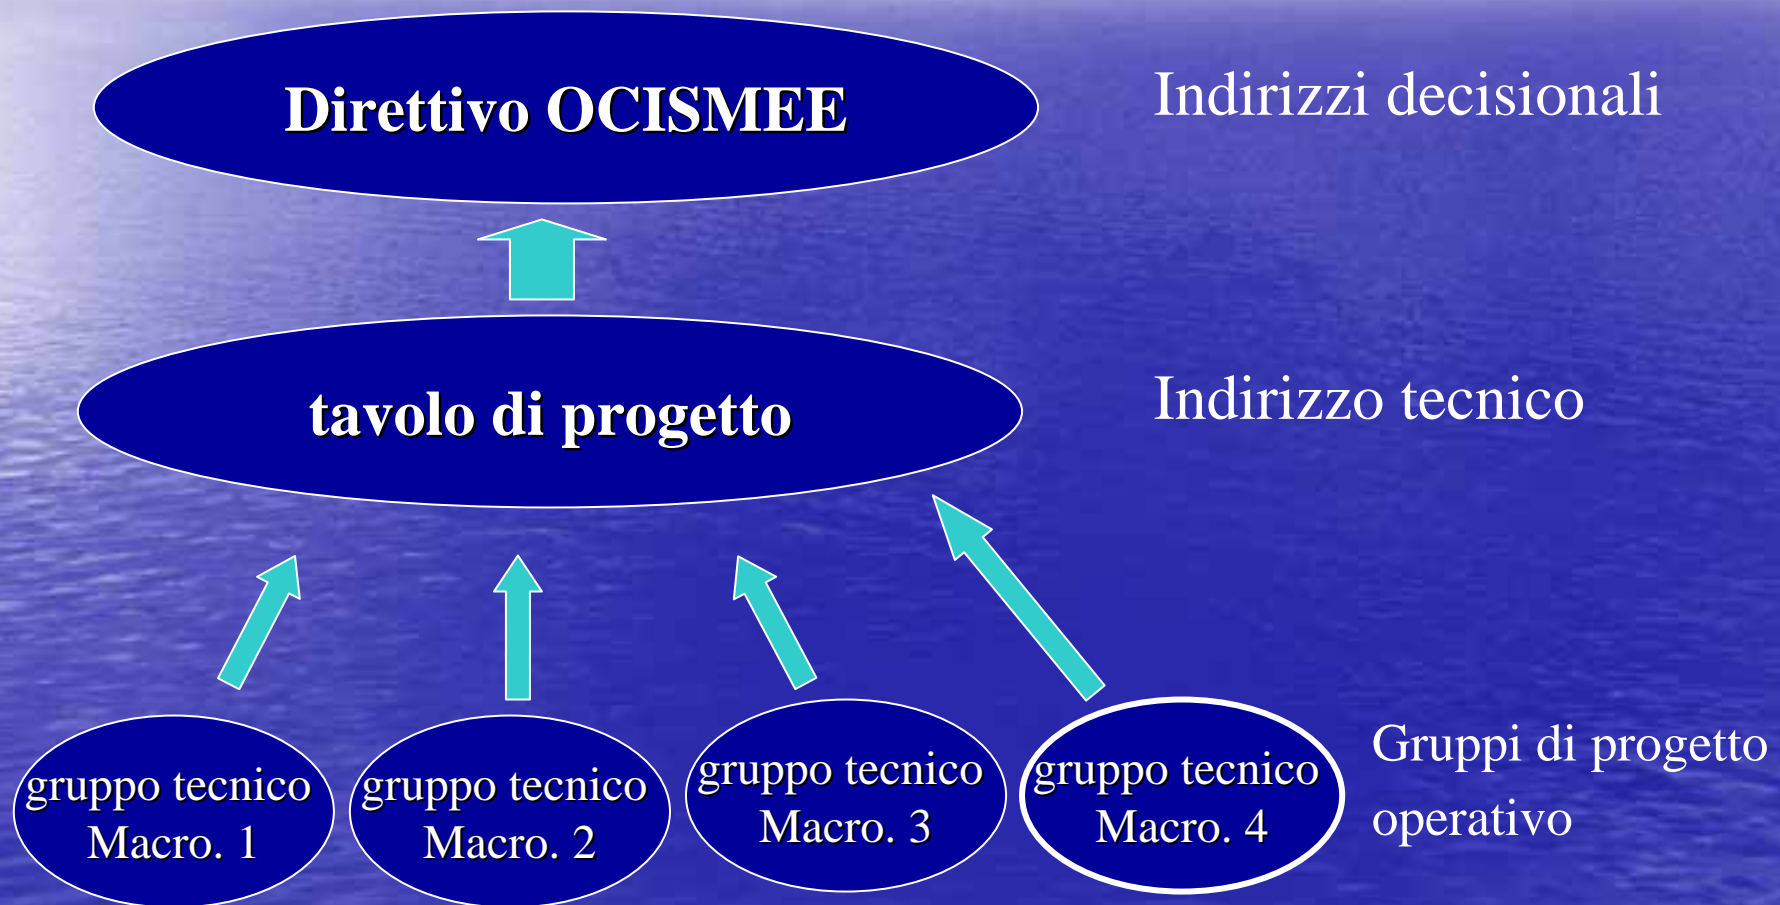 Direttivo OCISMEE
Indirizzi decisionali
tavolo di progetto
Indirizzo tecnico
gruppo tecnico
Macro. 1
gruppo tecnico
Macro. 2
gruppo tecnico
Macro. 3
gruppo tecnico
Macro. 4
Gruppi di progetto
operativo